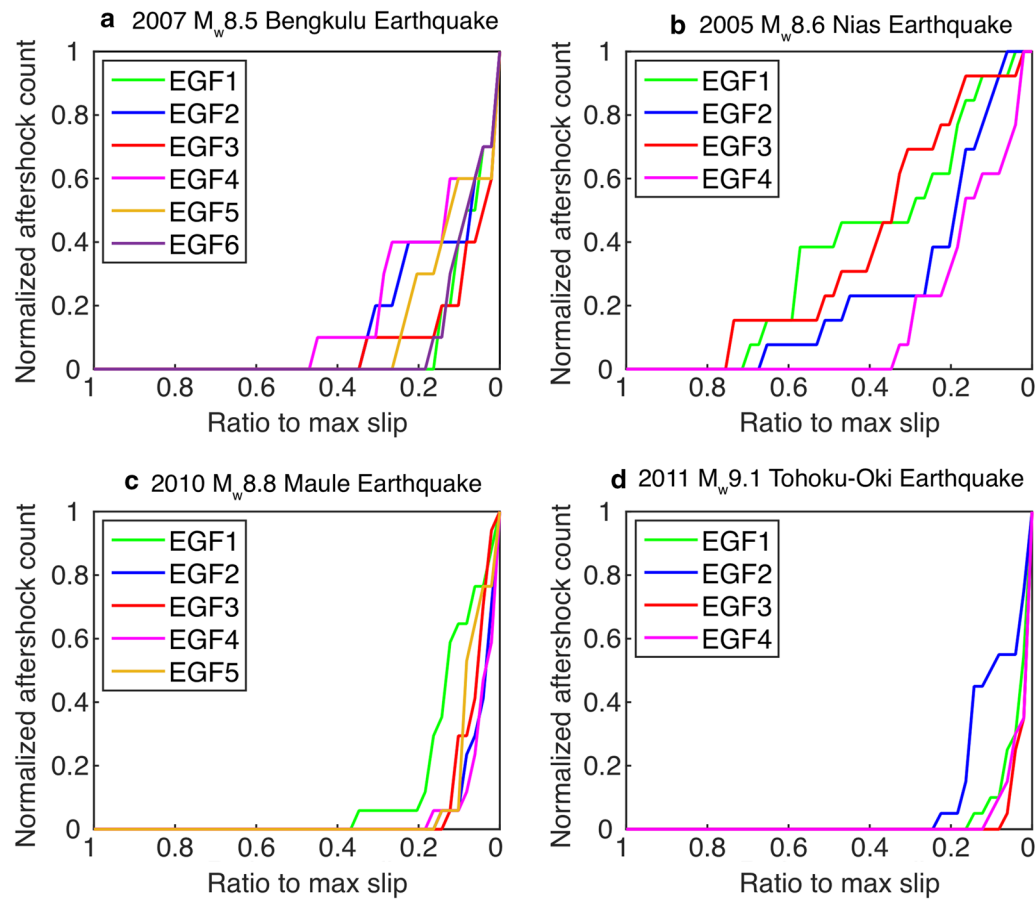 a 2007 Mw8.5 Bengkulu Earthquake
Normalized aftershock count
1
0.8
0.6
0.4
0.2
0
EGF1
EGF2
EGF3
EGF4
EGF5
EGF6
1 0.8 0.6 0.4 0.2 0
Ratio to max slip
b 2005 Mw8.6 Nias Earthquake
Normalized aftershock count
1
0.8
0.6
0.4
0.2
0
EGF1
EGF2
EGF3
EGF4
1 0.8 0.6 0.4 0.2 0
Ratio to max slip
c 2010 Mw8.8 Maule Earthquake
Normalized aftershock count
1
0.8
0.6
0.4
0.2
0
EGF1
EGF2
EGF3
EGF4
EGF5
1 0.8 0.6 0.4 0.2 0
Ratio to max slip
d 2011 Mw9.1 Tohoku-Oki Earthquake
Normalized aftershock count
1
0.8
0.6
0.4
0.2
0
EGF1
EGF2
EGF3
EGF4
1 0.8 0.6 0.4 0.2 0
Ratio to max slip